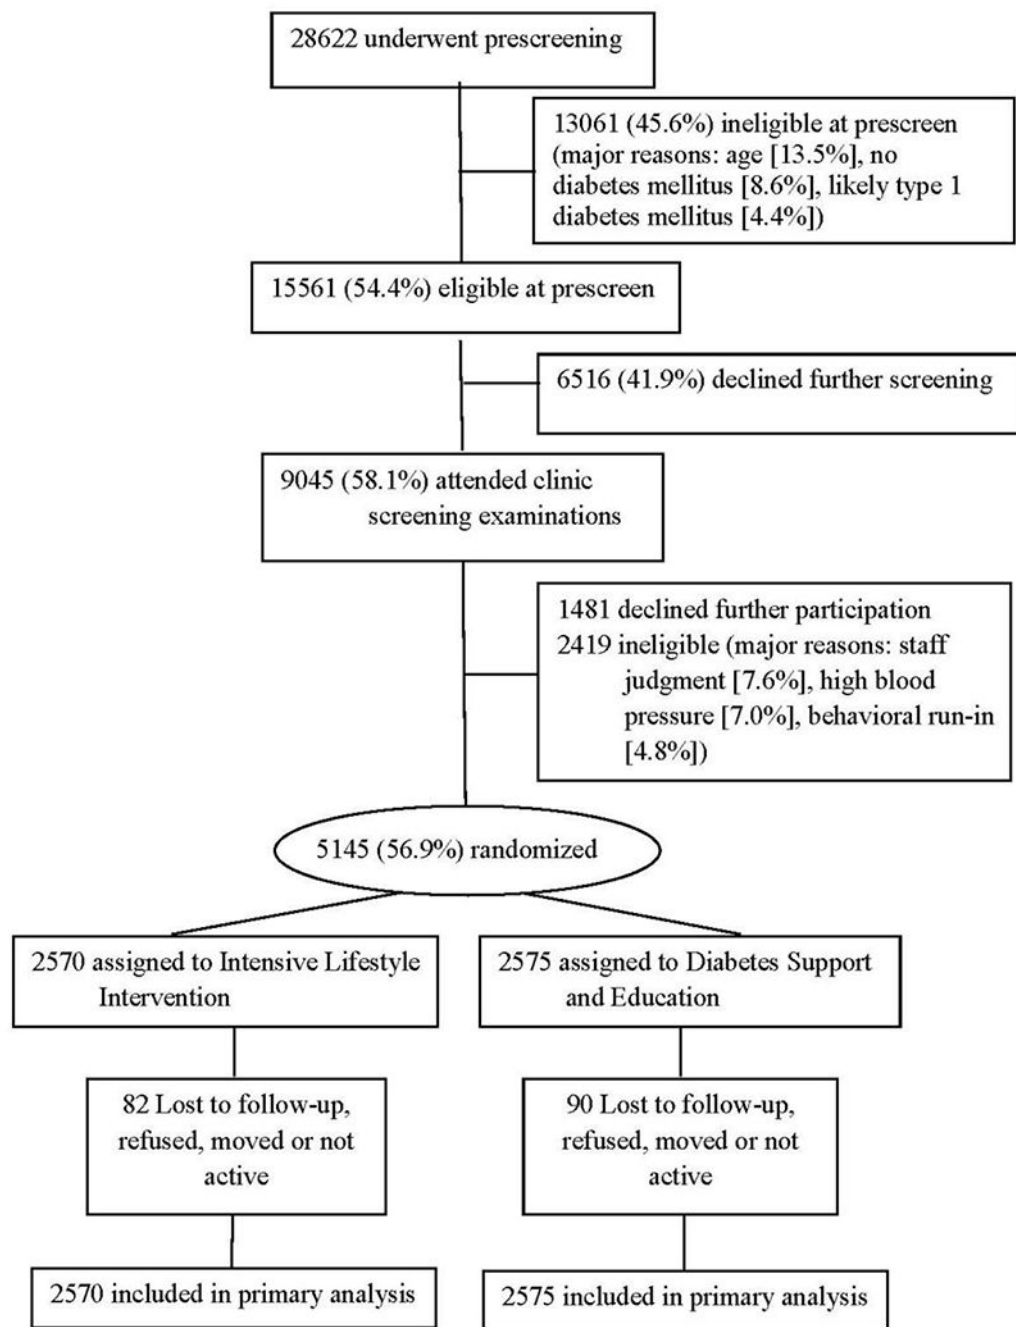 28622 underwent prescreening
13061 (45.6%) ineligible at prescreen
(major reasons: age [13.5%], no
diabetes mellitus [8.6%], likely type 1
diabetes mellitus [4.4%])
15561 (54.4%) eligible at prescreen
6516 (41.9%) declined further screening
9045 (58.1%) attended clinic
screening examinations
1481 declined further participation
2419 ineligible (major reasons: staff
judgment [7.6%], high blood
pressure [7.0%], behavioral run-in
[4.8%])
5145 (56.9%) randomized
2570 assigned to Intensive Lifestyle
Intervention
2575 assigned to Diabetes Support
and Education
82 Lost to follow-up,
refused, moved or not
active
90 Lost to follow-up,
refused, moved or not
active
2570 included in primary analysis
2575 included in primary analysis